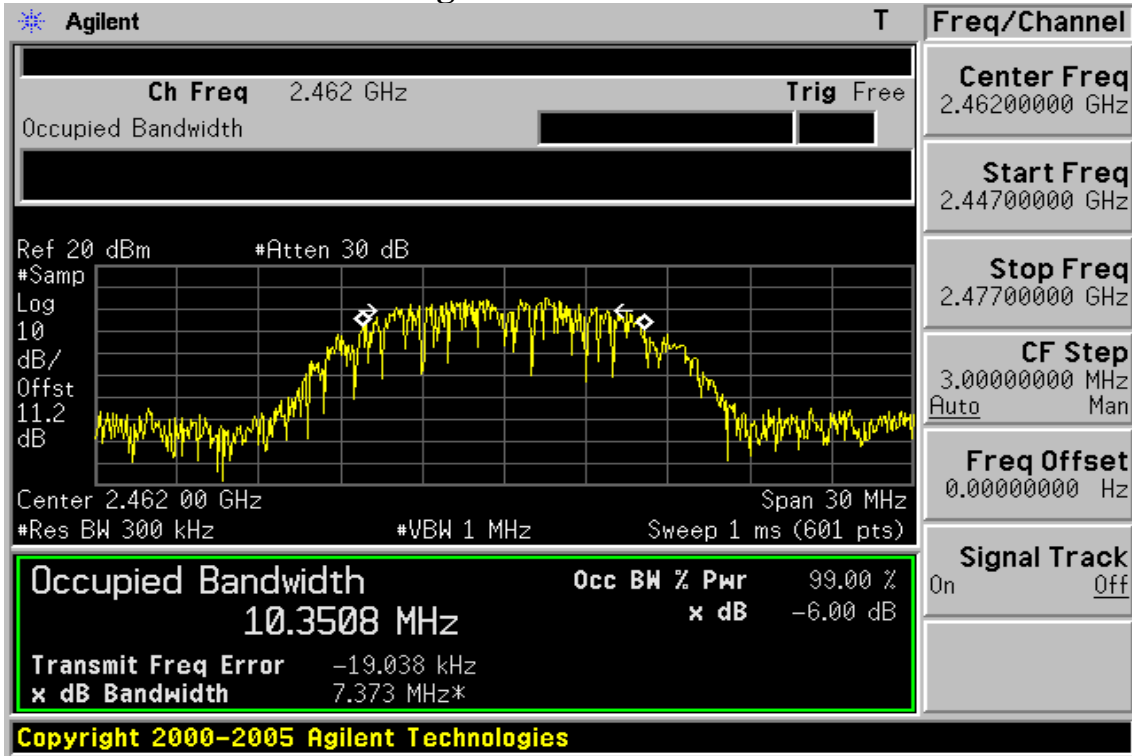 Agilent T Freq/Channel
Ch Freq 2.462 GHz Trig Free
Occupied Bandwidth
Center Freq
2.46200000 GHz
Start Freq
2.44700000 GHz
Stop Freq
2.47700000 GHz
CF Step
3.00000000 MHz
Auto Man
Freq Offset
0.00000000 Hz
Signal Track
On Off
Ref 20 dBm #Atten 30 dB
#Samp
Log
10
dB/
Offst
11.2
dB
Center 2.462 00 GHz Span 30 MHz
#Res BW 300 kHz #VBW 1 MHz Sweep 1 ms (601 pts)
Occupied Bandwidth Occ BW % Pwr 99.00 %
10.3508 MHz x dB -6.00 dB
Transmit Freq Error -19.038 kHz
x dB Bandwidth 7.373 MHz*
Copyright 2000-2005 Agilent Technologies